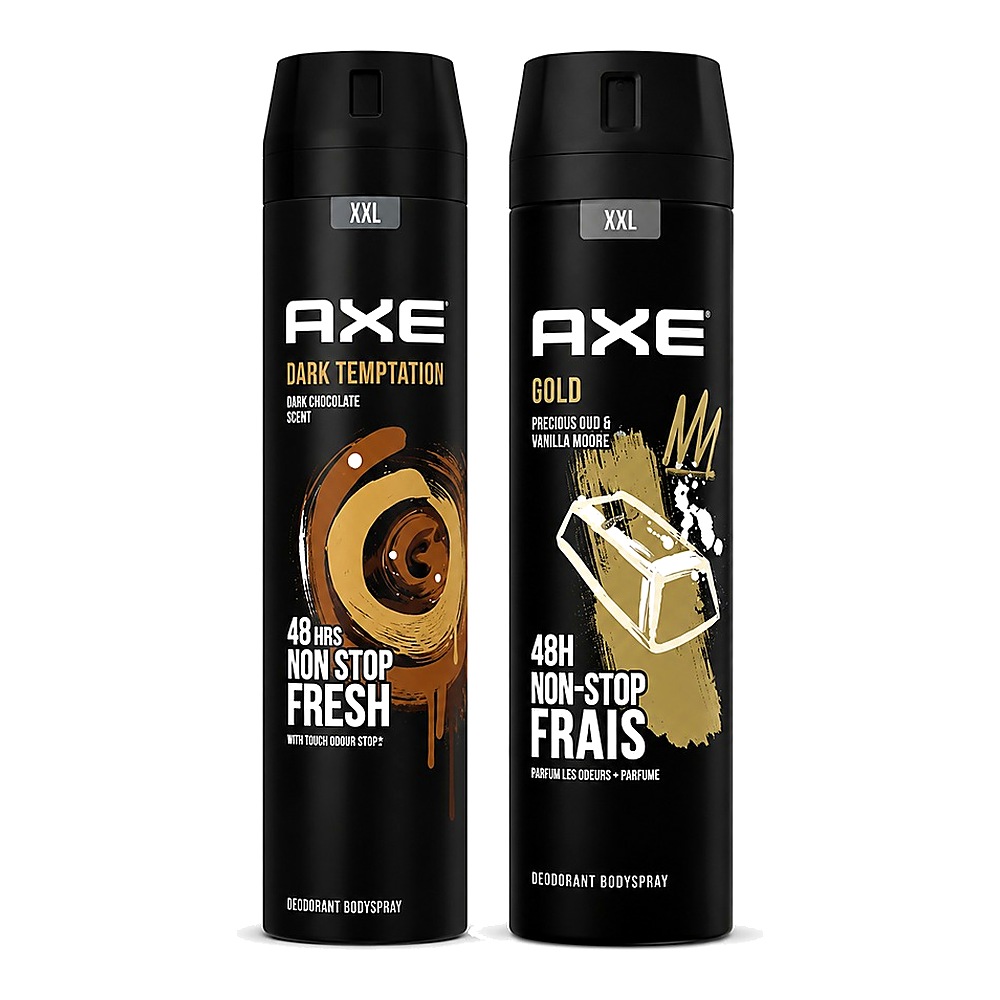 XXL
AXE
DARK TEMPTATION
DARK CHOCOLATE
SCENT
48 HRS
NON STOP
FRESH
WITH TOUCH ODOUR STOP*
DEODORANT BODYSPRAY
XXL
AXE
GOLD
PRECIOUS OUD &
VANILLA MOORE
48H
NON-STOP
FRAIS
PARFUM LES ODEURS + PARFUME
DEODORANT BODYSPRAY